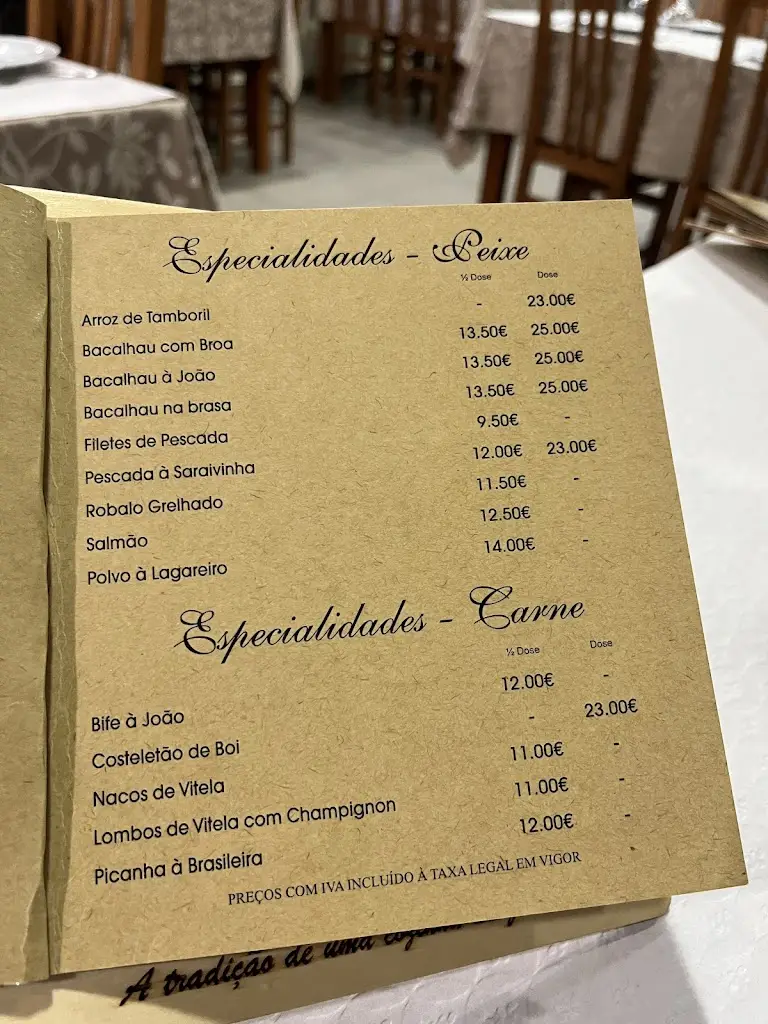 Especialidades - Peixe
½ Dose Dose
Arroz de Tamboril - 23.00€
Bacalhau com Broa 13.50€ 25.00€
Bacalhau à João 13.50€ 25.00€
Bacalhau na brasa 13.50€ 25.00€
Filetes de Pescada 9.50€ -
Pescada à Saraivinha 12.00€ 23.00€
Robalo Grelhado 11.50€ -
Salmão 12.50€ -
Polvo à Lagareiro 14.00€ -
Especialidades - Carne
½ Dose Dose
Bife à João 12.00€ -
Costeletão de Boi - 23.00€
Nacos de Vitela 11.00€ -
Lombos de Vitela com Champignon 11.00€ -
Picanha à Brasileira 12.00€ -
PREÇOS COM IVA INCLUÍDO À TAXA LEGAL EM VIGOR
A tradição de uma